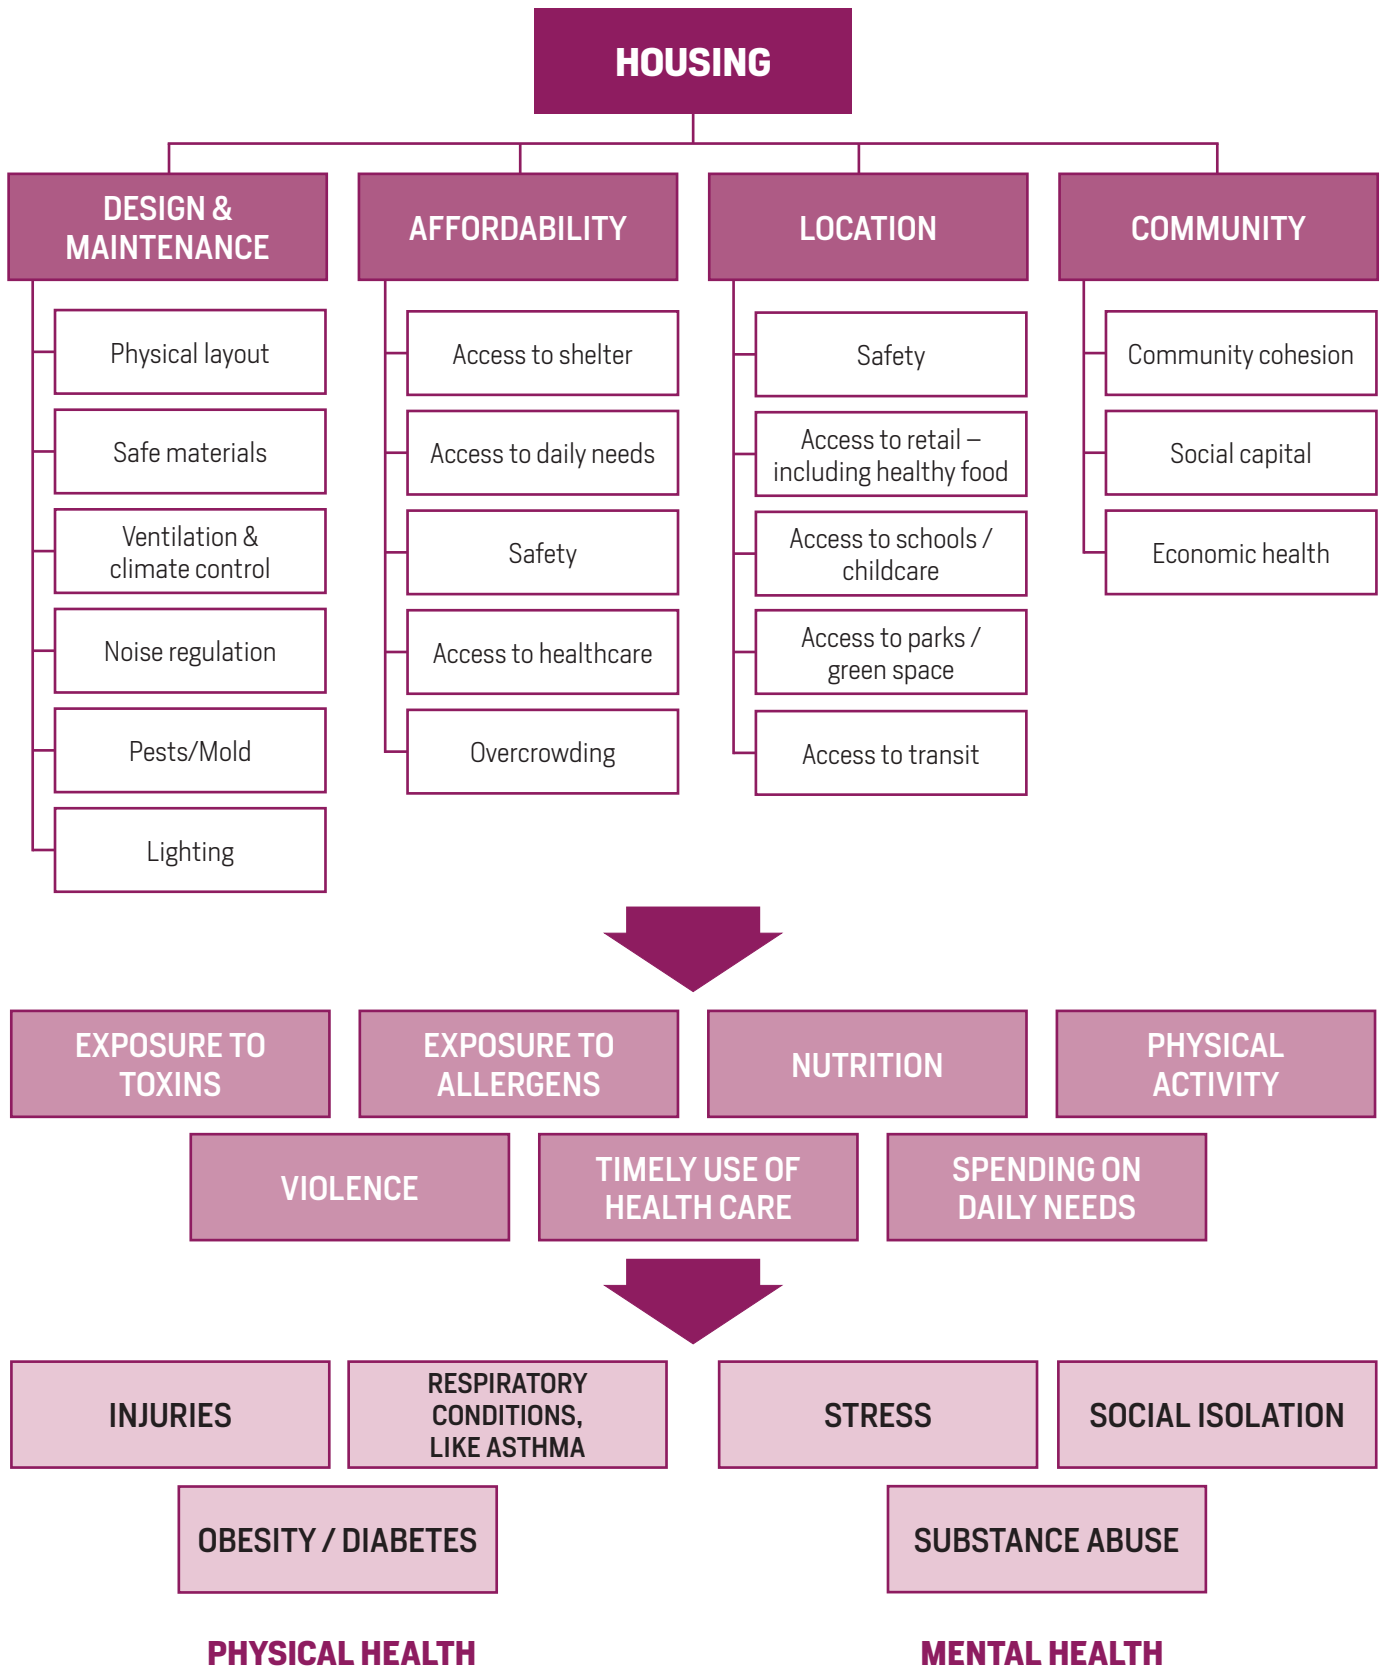 HOUSING
DESIGN &
MAINTENANCE
Physical layout
Safe materials
Ventilation &
climate control
Noise regulation
Pests/Mold
Lighting
AFFORDABILITY
Access to shelter
Access to daily needs
Safety
Access to healthcare
Overcrowding
LOCATION
Safety
Access to retail –
including healthy food
Access to schools /
childcare
Access to parks /
green space
Access to transit
COMMUNITY
Community cohesion
Social capital
Economic health
EXPOSURE TO
TOXINS
EXPOSURE TO
ALLERGENS
NUTRITION
PHYSICAL
ACTIVITY
VIOLENCE
TIMELY USE OF
HEALTH CARE
SPENDING ON
DAILY NEEDS
INJURIES
RESPIRATORY
CONDITIONS,
LIKE ASTHMA
OBESITY / DIABETES
PHYSICAL HEALTH
STRESS
SOCIAL ISOLATION
SUBSTANCE ABUSE
MENTAL HEALTH